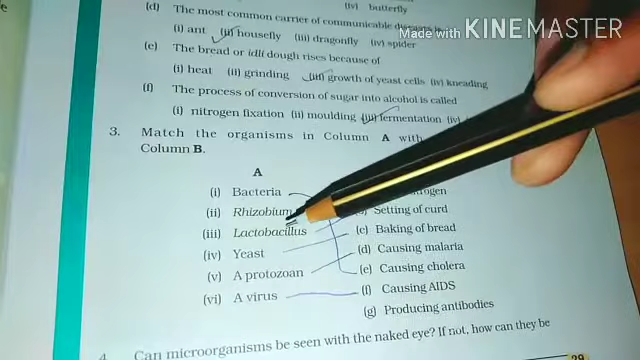 (iv) butterfly
(d) The most common carrier of communicable
(i) ant (ii) housefly (iii) dragonfly (iv) spider
Made with KINEMASTER
(e) The bread or idli dough rises because of
(i) heat (ii) grinding (iii) growth of yeast cells (iv) kneading
(f) The process of conversion of sugar into alcohol is called
(i) nitrogen fixation (ii) moulding (iii) fermentation (iv)
3. Match the organisms in Column A with
Column B.
A
(i) Bacteria
(ii) Rhizobium Setting of curd
(iii) Lactobacillus (c) Baking of bread
(iv) Yeast (d) Causing malaria
(v) A protozoan (e) Causing cholera
(vi) A virus (f) Causing AIDS
(g) Producing antibodies
4. Can microorganisms be seen with the naked eye? If not, how can they be
29